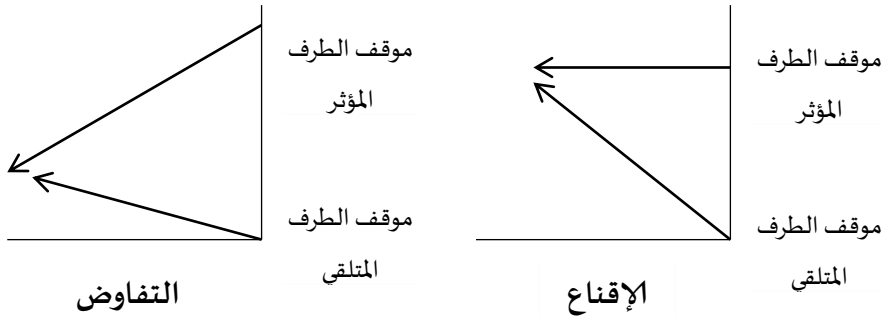 موقف الطرف
المؤثر
موقف الطرف
المتلقي
الإقناع
موقف الطرف
المؤثر
موقف الطرف
المتلقي
التفاوض